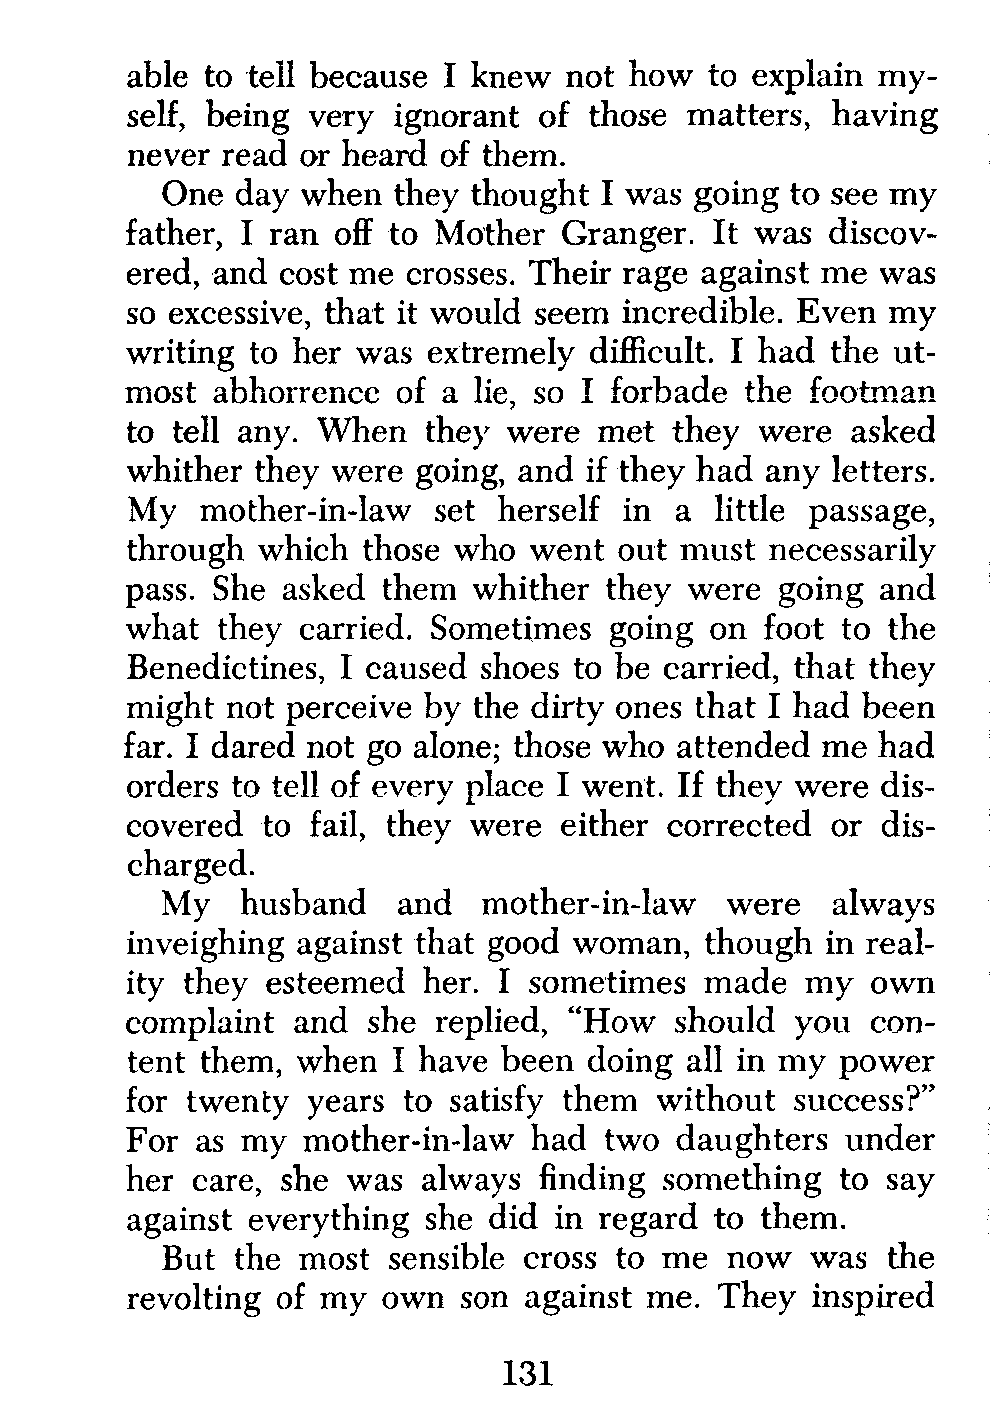 able to tell because I knew not how to explain my-
self, being very ignorant of those matters, having
never read or heard of them.
One day when they thought I was going to see my
father, I ran off to Mother Granger. It was discov-
ered, and cost me crosses. Their rage against me was
so excessive, that it would seem incredible. Even my
writing to her was extremely difficult. I had the ut-
most abhorrence of a lie, so I forbade the footman
to tell any. When they were met they were asked
whither they were going, and if they had any letters.
My mother-in-law set herself in a little passage,
through which those who went out must necessarily
pass. She asked them whither they were going and
what they carried. Sometimes going on foot to the
Benedictines, I caused shoes to be carried, that they
might not perceive by the dirty ones that I had been
far. I dared not go alone; those who attended me had
orders to tell of every place I went. If they were dis-
covered to fail, they were either corrected or dis-
charged.
My husband and mother-in-law were always
inveighing against that good woman, though in real-
ity they esteemed her. I sometimes made my own
complaint and she replied, “How should you con-
tent them, when I have been doing all in my power
for twenty years to satisfy them without success?”
For as my mother-in-law had two daughters under
her care, she was always finding something to say
against everything she did in regard to them.
But the most sensible cross to me now was the
revolting of my own son against me. They inspired
131